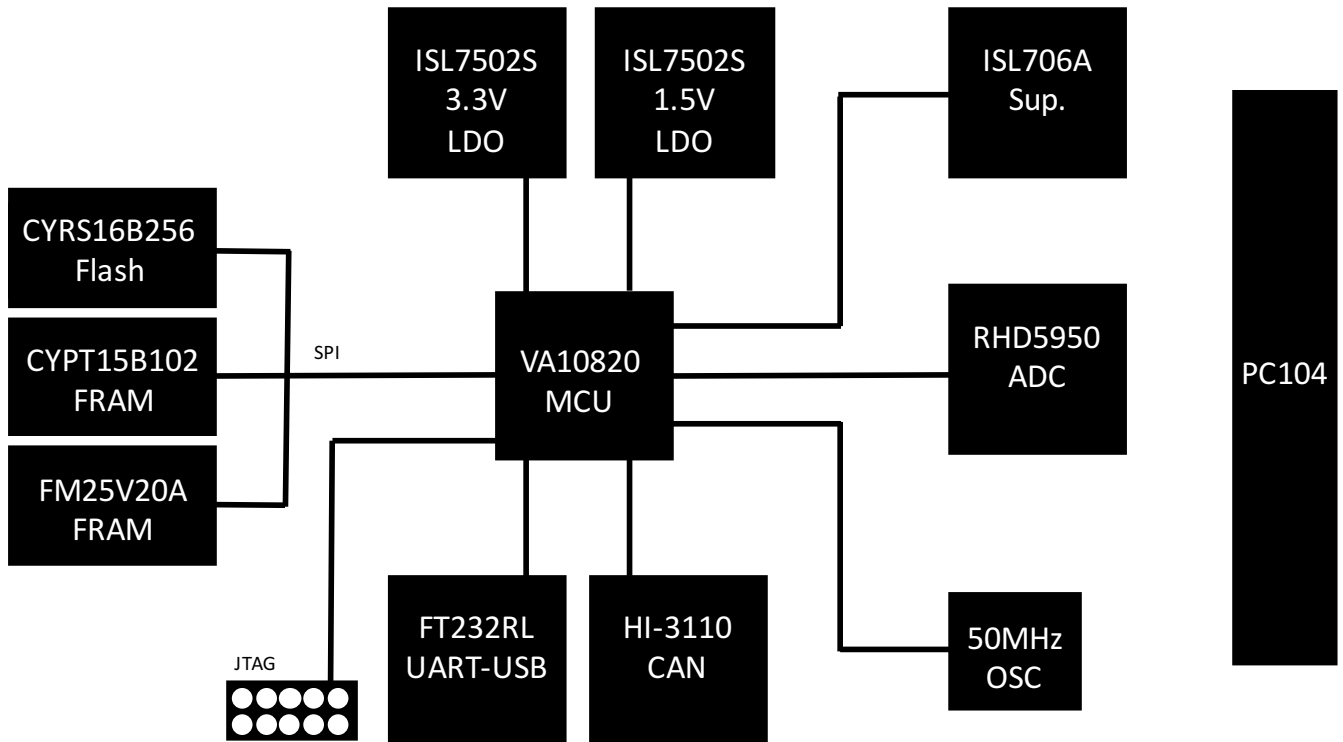 ISL7502S
3.3V
LDO
ISL7502S
1.5V
LDO
ISL706A
Sup.
CYRS16B256
Flash
CYPT15B102
FRAM
FM25V20A
FRAM
SPI
VA10820
MCU
RHD5950
ADC
PC104
JTAG
FT232RL
UART-USB
HI-3110
CAN
50MHz
OSC